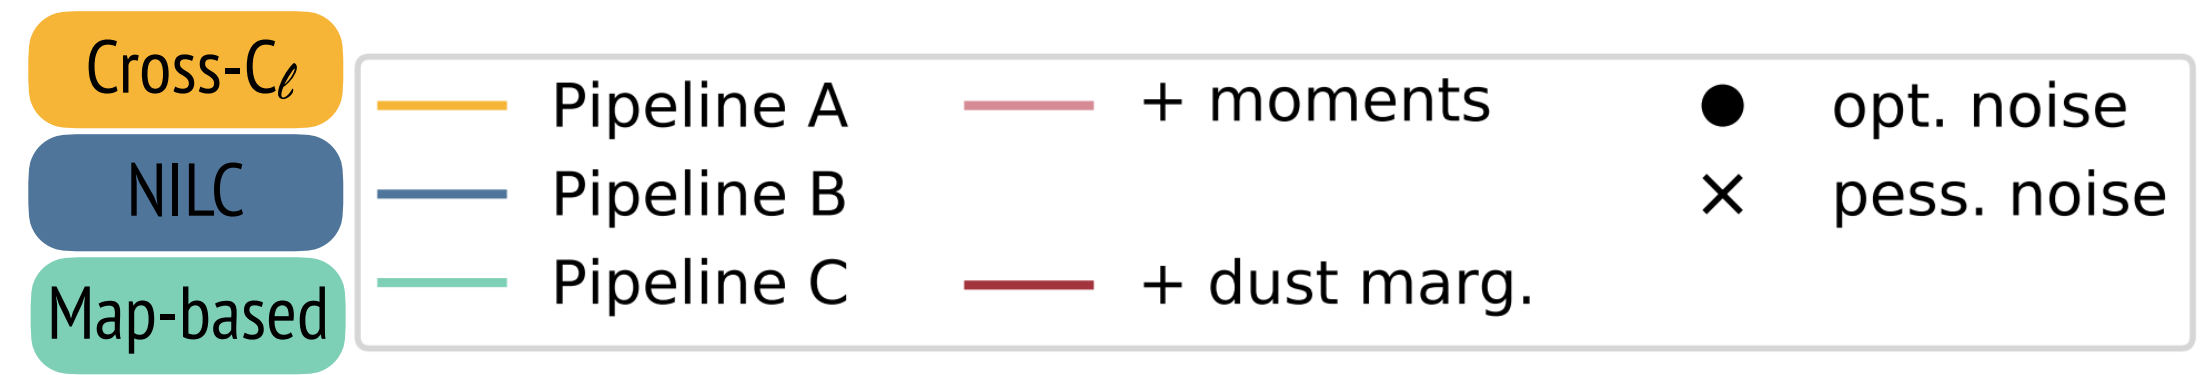 Cross-Cℓ
NILC
Map-based
Pipeline A
Pipeline B
Pipeline C
+ moments
+ dust marg.
opt. noise
pess. noise